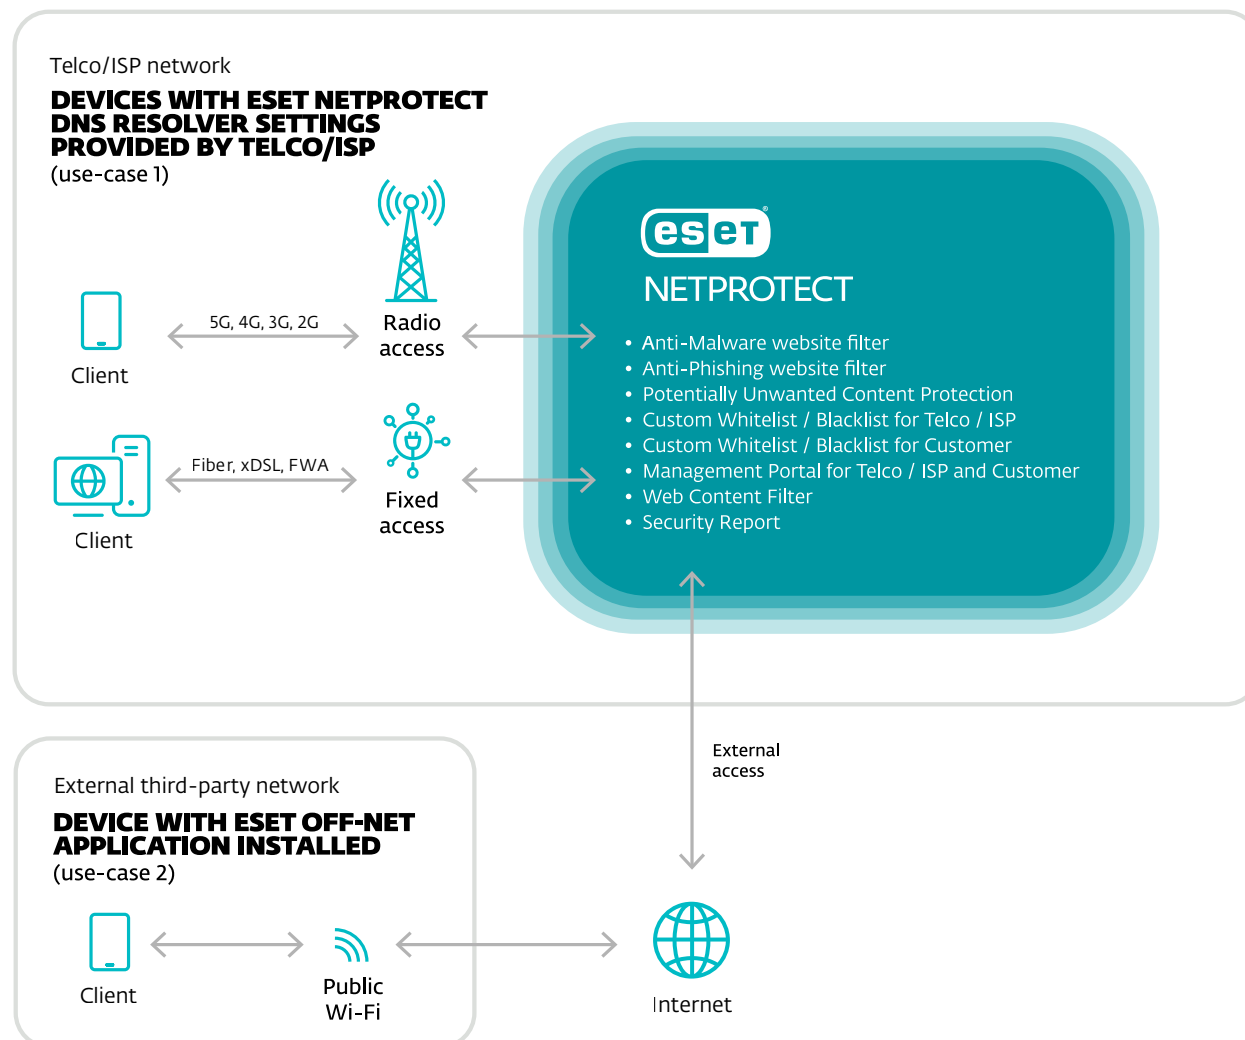 Telco/ISP network
DEVICES WITH ESET NETPROTECT
DNS RESOLVER SETTINGS
PROVIDED BY TELCO/ISP
(use-case 1)
Client
5G, 4G, 3G, 2G
Radio
access
Client
Fiber, xDSL, FWA
Fixed
access
eset®
NETPROTECT
• Anti-Malware website filter
• Anti-Phishing website filter
• Potentially Unwanted Content Protection
• Custom Whitelist / Blacklist for Telco / ISP
• Custom Whitelist / Blacklist for Customer
• Management Portal for Telco / ISP and Customer
• Web Content Filter
• Security Report
External
access
External third-party network
DEVICE WITH ESET OFF-NET
APPLICATION INSTALLED
(use-case 2)
Client
Public
Wi-Fi
Internet